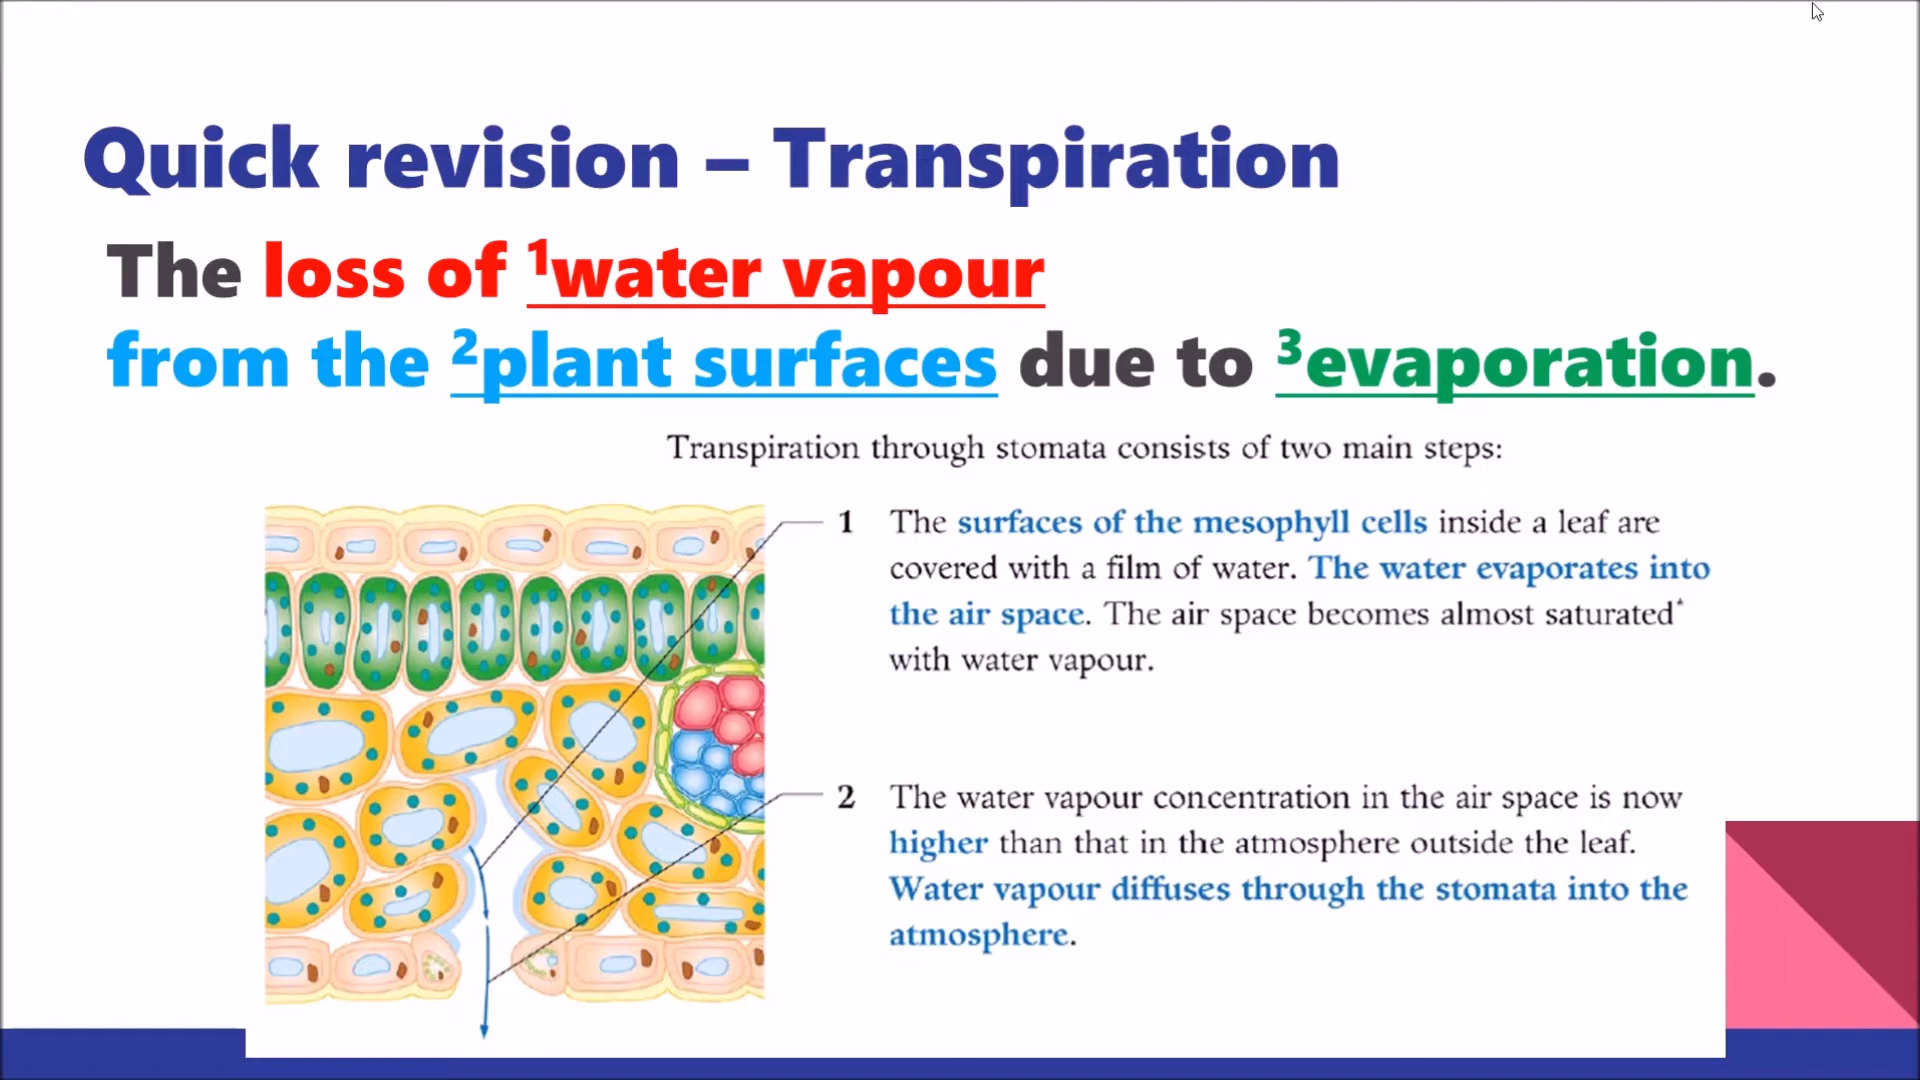 Quick revision – Transpiration
The loss of ¹water vapour
from the ²plant surfaces due to ³evaporation.
Transpiration through stomata consists of two main steps:
1 The surfaces of the mesophyll cells inside a leaf are
covered with a film of water. The water evaporates into
the air space. The air space becomes almost saturated*
with water vapour.
2 The water vapour concentration in the air space is now
higher than that in the atmosphere outside the leaf.
Water vapour diffuses through the stomata into the
atmosphere.